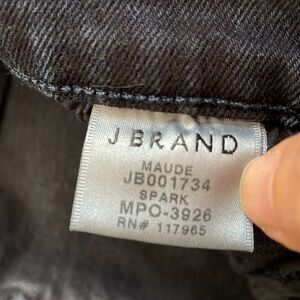 J BRAND
MAUDE
JB001734
SPARK
MPO-3926
RN# 117965